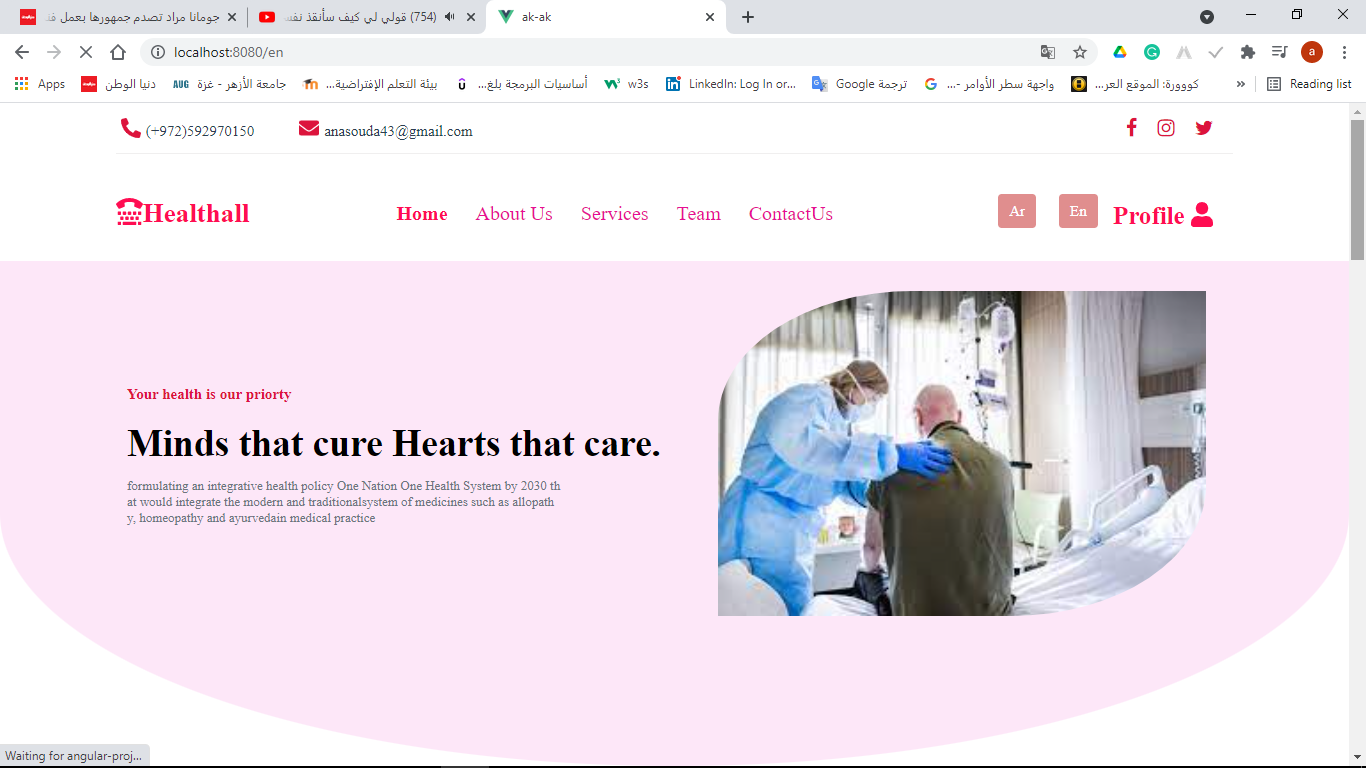 جومانا مراد تصدم جمهورها بعمل
(754) قولي لي كيف سأنقذ
ak-ak
localhost:8080/en
a
Apps
دنيا الوطن
جامعة الأزهر - غزة
بيئة التعلم الإفتراضية...
أساسيات البرمجة بلغ...
w3s
LinkedIn: Log In or...
ترجمة Google
واجهة سطر الأوامر -...
كووورة: الموقع العر...
»
Reading list
(+972)592970150
anasouda43@gmail.com
Healthall
Home
About Us
Services
Team
ContactUs
Ar
En
Profile
Your health is our priorty
Minds that cure Hearts that care.
formulating an integrative health policy One Nation One Health System by 2030 th
at would integrate the modern and traditionalsystem of medicines such as allopath
y, homeopathy and ayurvedain medical practice
Waiting for angular-proj...